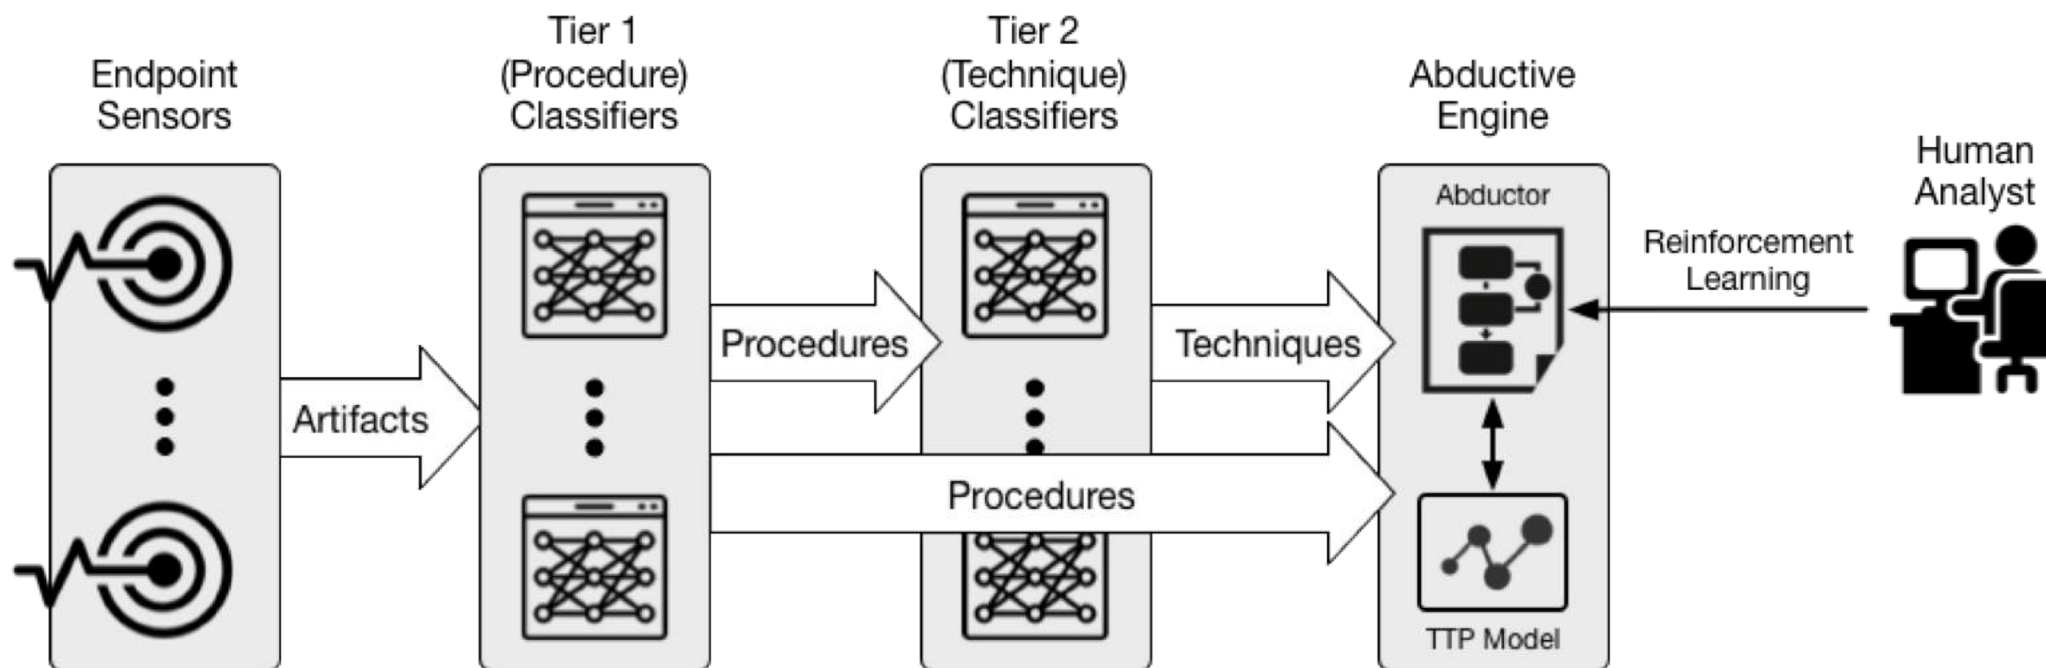 Endpoint
Sensors
Tier 1
(Procedure)
Classifiers
Tier 2
(Technique)
Classifiers
Abductive
Engine
Human
Analyst
Abductor
Reinforcement
Learning
Procedures
Techniques
Artifacts
Procedures
TTP Model